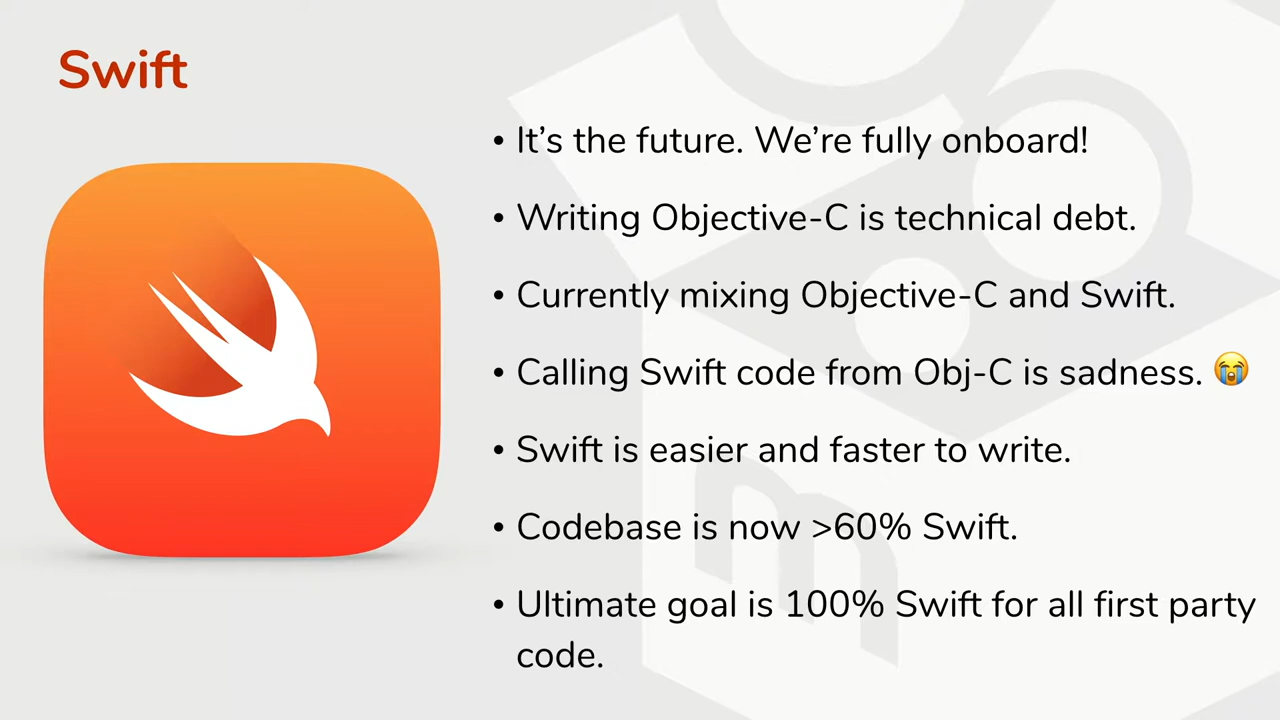 Swift
• It’s the future. We’re fully onboard!
• Writing Objective-C is technical debt.
• Currently mixing Objective-C and Swift.
• Calling Swift code from Obj-C is sadness. 😭
• Swift is easier and faster to write.
• Codebase is now >60% Swift.
• Ultimate goal is 100% Swift for all first party
code.